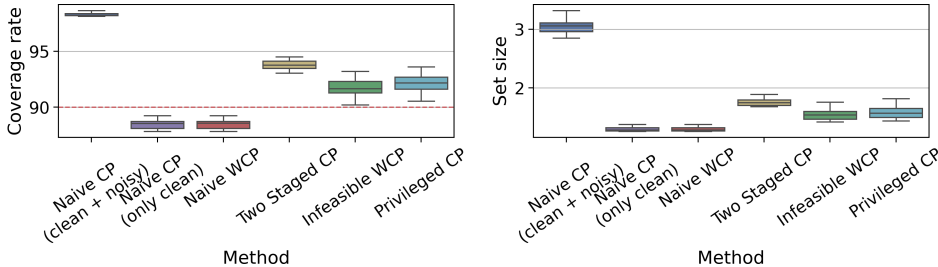 Coverage rate
95
90
Naive CP
(clean + noisy)
Naive CP
(only clean)
Naive WCP
Two Staged CP
Infeasible WCP
Privileged CP
Method
Set size
3
2
Naive CP
(clean + noisy)
Naive CP
(only clean)
Naive WCP
Two Staged CP
Infeasible WCP
Privileged CP
Method